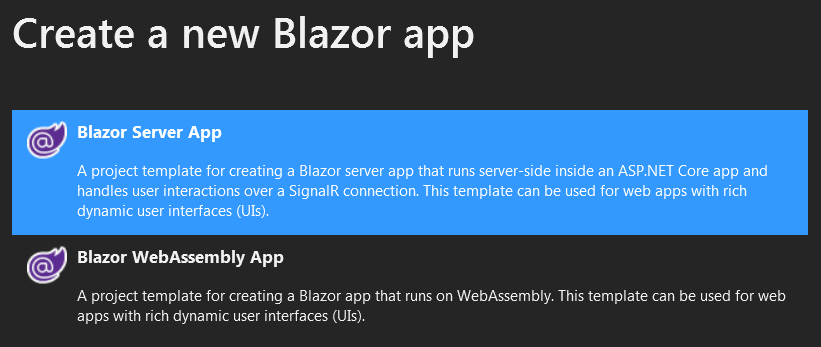 Create a new Blazor app
Blazor Server App
A project template for creating a Blazor server app that runs server-side inside an ASP.NET Core app and
handles user interactions over a SignalR connection. This template can be used for web apps with rich
dynamic user interfaces (UIs).
Blazor WebAssembly App
A project template for creating a Blazor app that runs on WebAssembly. This template can be used for web
apps with rich dynamic user interfaces (UIs).